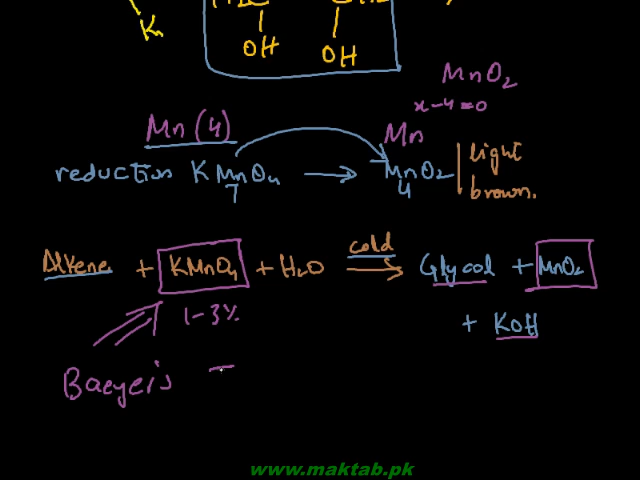 OH OH
K
MnO2
x-4=0
Mn (4) Mn
reduction KMnO4 → MnO2 light
7 4 brown.
Alkene + KMnO4 + H2O cold → Glycol + MnO2
1-3% + KOH
Baeyer's
www.maktab.pk